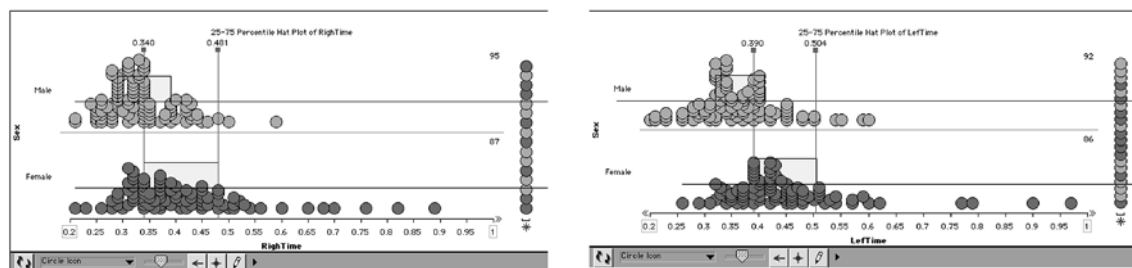 25-75 Percentile Hat Plot of RighTime
0.340 0.481
95
Male
Sex
87
Female
0.2 0.25 0.3 0.35 0.4 0.45 0.5 0.55 0.6 0.65 0.7 0.75 0.8 0.85 0.9 0.95 1
RighTime
Circle Icon
25-75 Percentile Hat Plot of LefTime
0.390 0.504
92
Male
Sex
86
Female
0.2 0.25 0.3 0.35 0.4 0.45 0.5 0.55 0.6 0.65 0.7 0.75 0.8 0.85 0.9 0.95 1
LefTime
Circle Icon